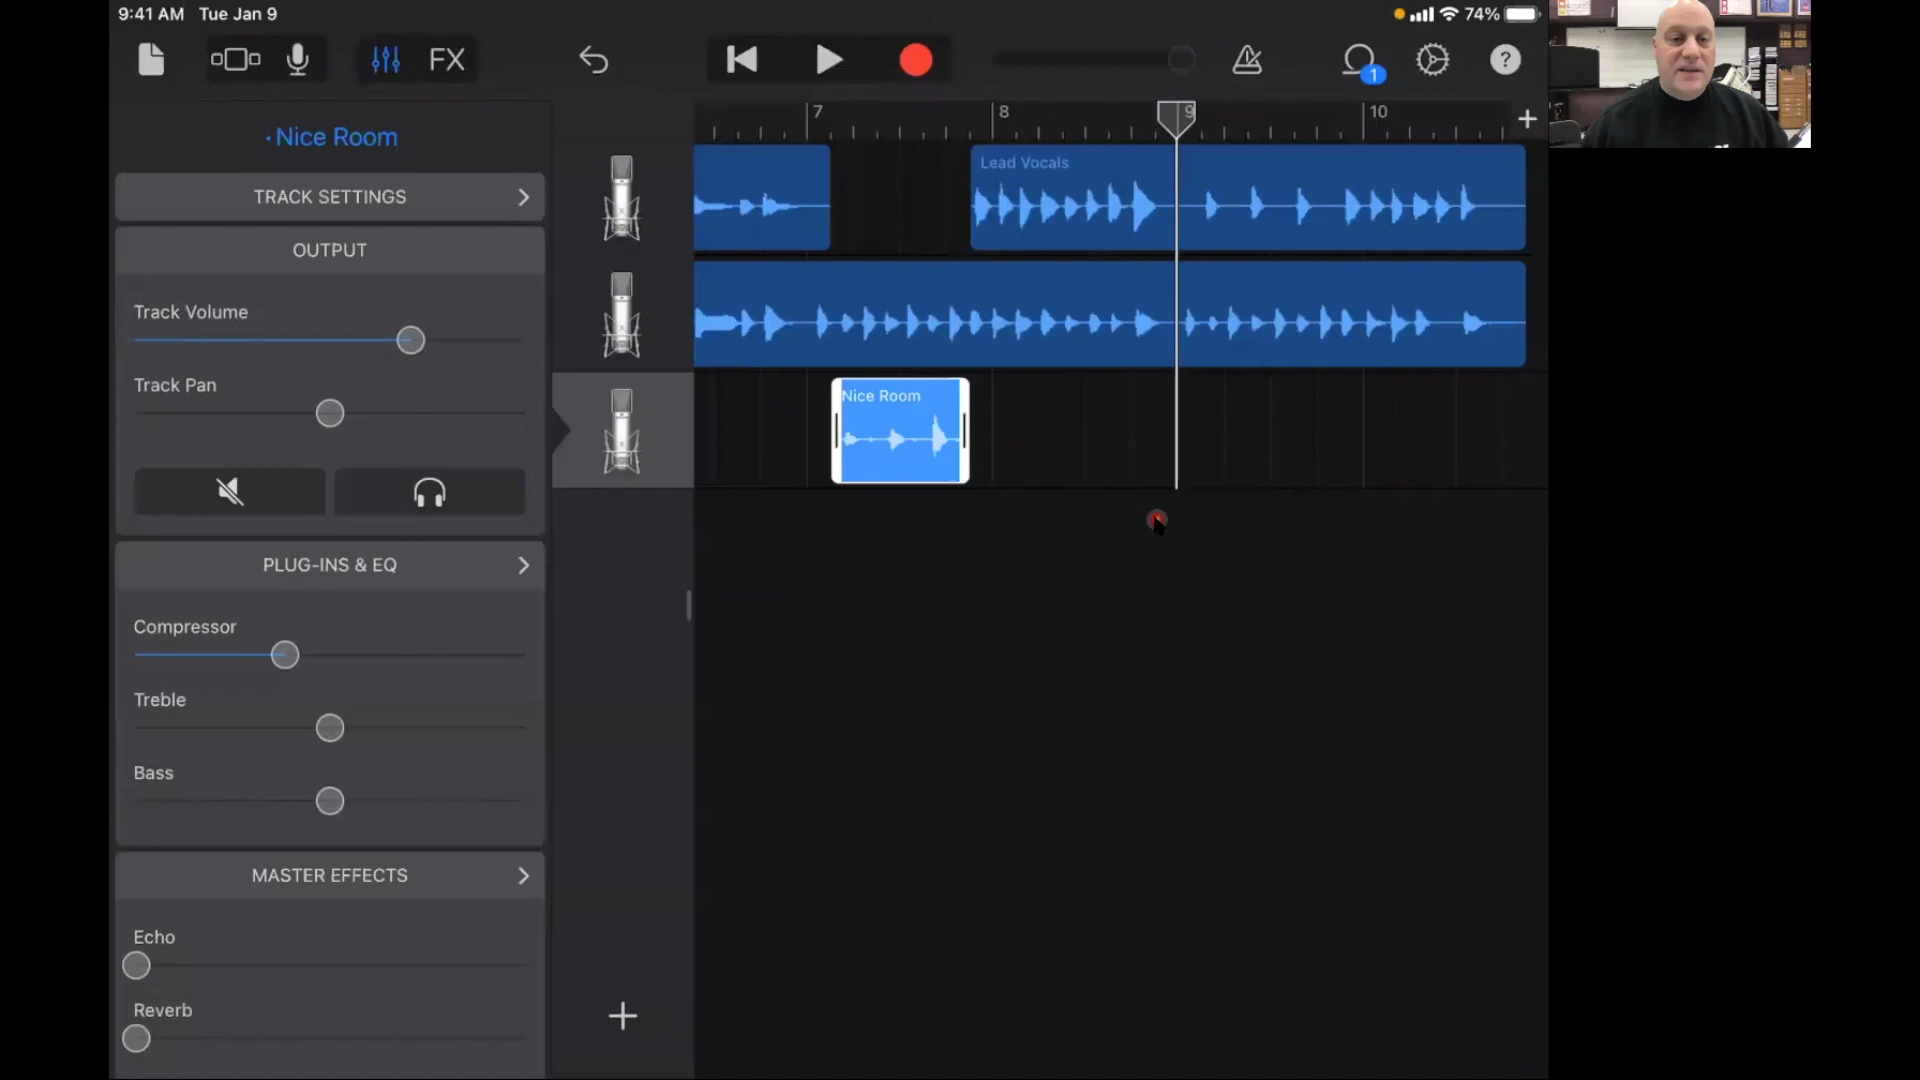 9:41 AM Tue Jan 9
74%
FX
1
?
7
8
9
10
+
· Nice Room
TRACK SETTINGS
OUTPUT
Track Volume
Track Pan
PLUG-INS & EQ
Compressor
Treble
Bass
MASTER EFFECTS
Echo
Reverb
Lead Vocals
Nice Room
+